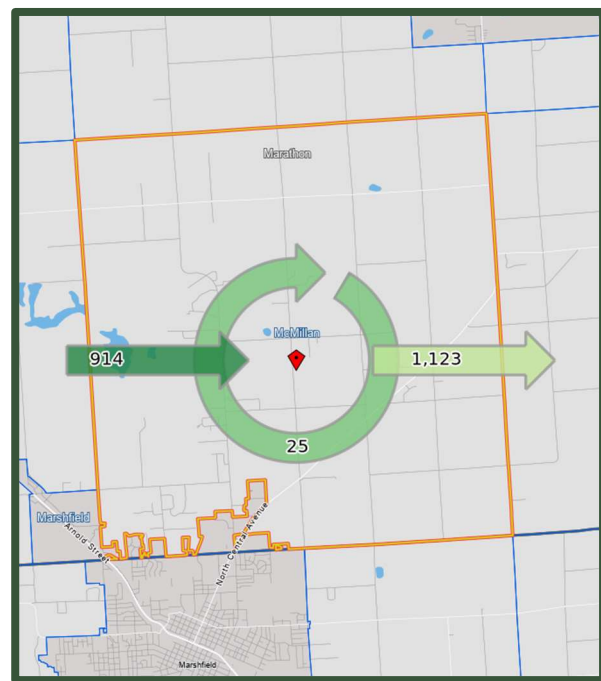 Marathon
McMillan
914
1,123
25
Marshfield
Arnold Street
North Central Avenue
Marshfield